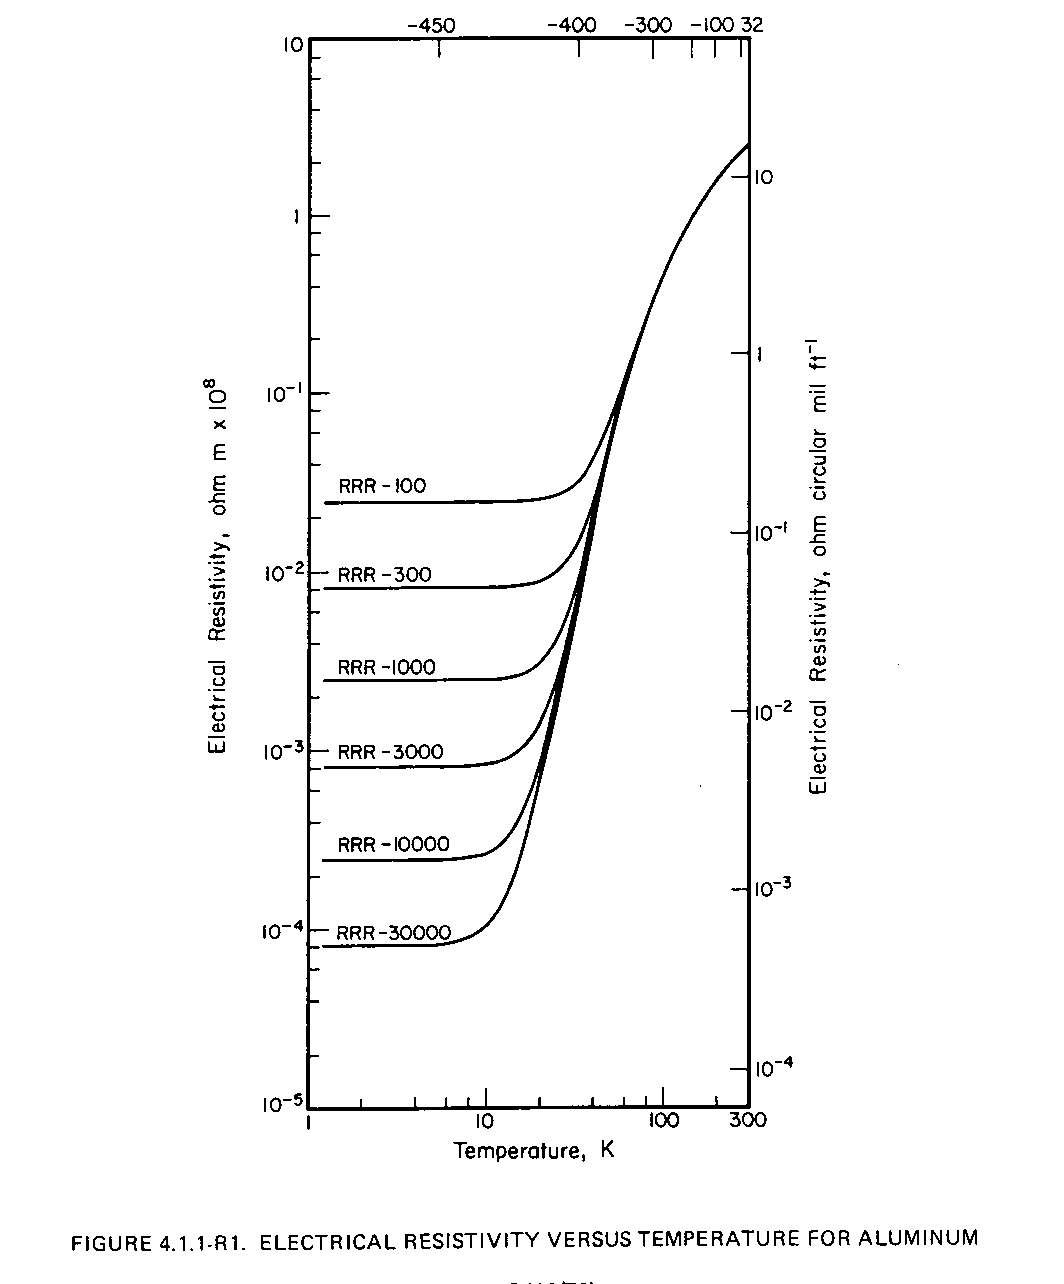 -450 -400 -300 -100 32
10
1
10⁻¹
10⁻²
10⁻³
10⁻⁴
10⁻⁵
Electrical Resistivity, ohm m x 10⁸
RRR-100
RRR-300
RRR-1000
RRR-3000
RRR-10000
RRR-30000
10
1
10⁻¹
10⁻²
10⁻³
10⁻⁴
Electrical Resistivity, ohm circular mil ft⁻¹
1 10 100 300
Temperature, K
FIGURE 4.1.1-R1. ELECTRICAL RESISTIVITY VERSUS TEMPERATURE FOR ALUMINUM